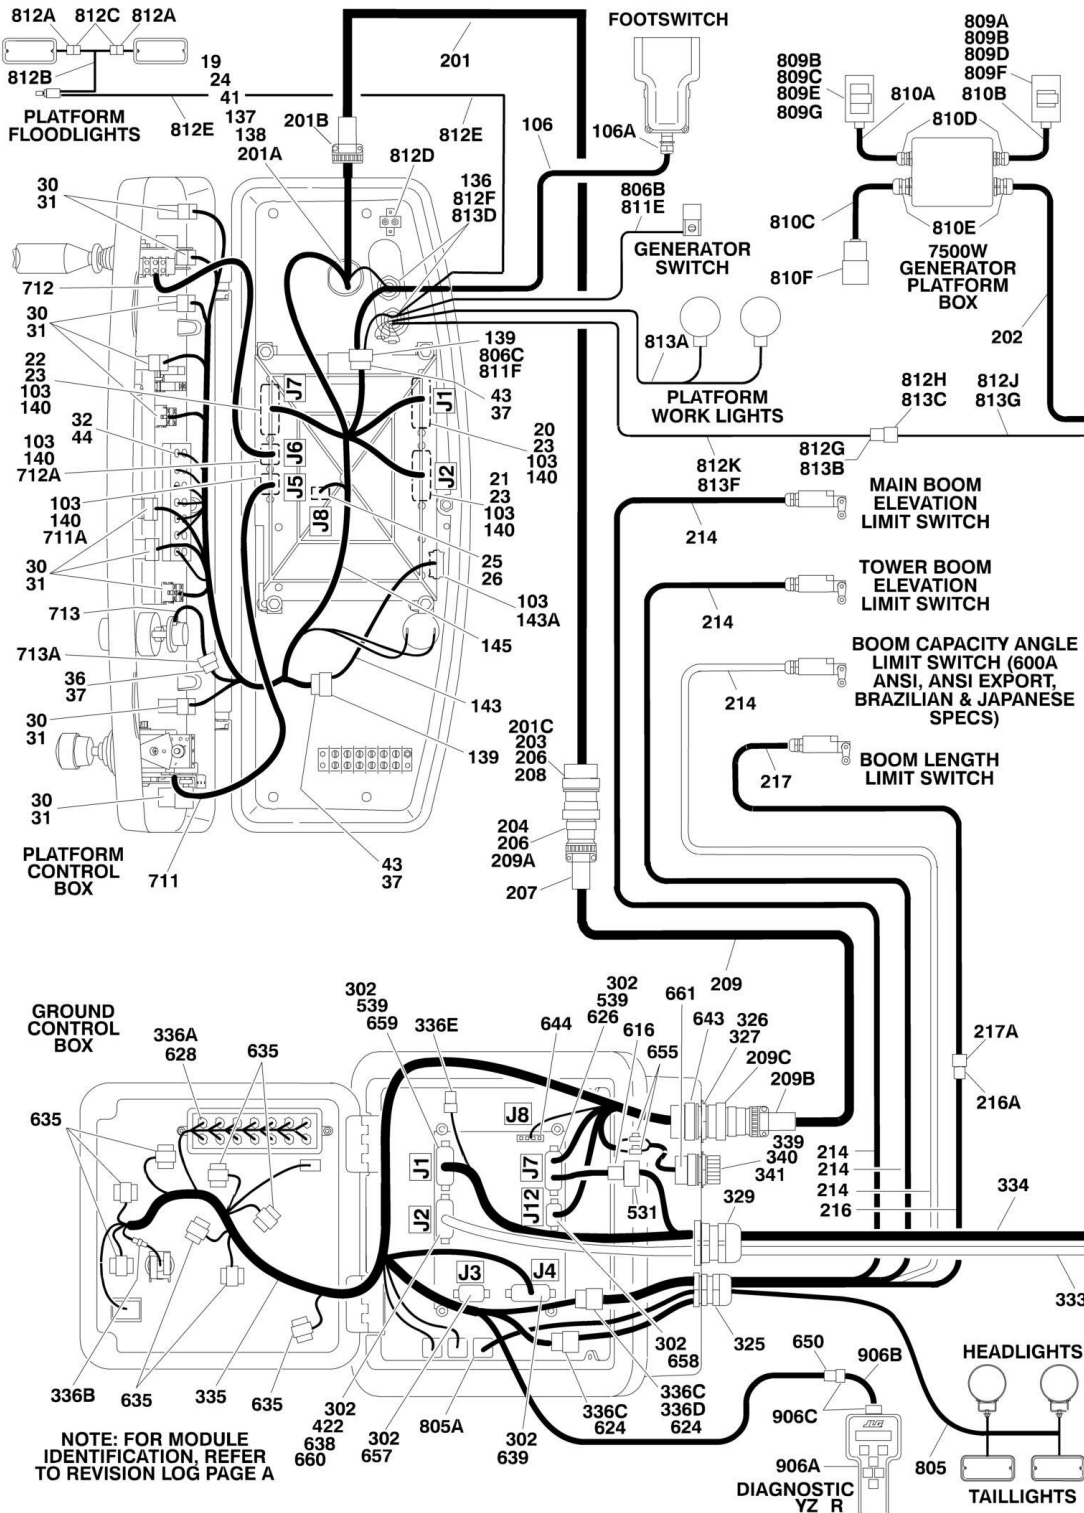 812A 812C 812A
812B
PLATFORM
FLOODLIGHTS
812E
19
24
41
137
138
201A
201B
201
812E
812D
FOOTSWITCH
106
106A
136
812F
813D
806B
811E
GENERATOR
SWITCH
809B
809C
809E
809G
809A
809B
809D
809F
810A
810B
810D
810C
810E
810F
7500W
GENERATOR
PLATFORM
BOX
202
30
31
712
30
31
22
23
103
140
32
44
103
140
712A
103
140
711A
30
31
713
713A
36
37
30
31
30
31
PLATFORM
CONTROL
BOX
711
J7
J6
J5
J8
J1
J2
139
806C
811F
43
37
20
23
103
140
21
23
103
140
25
26
103
143A
145
143
139
43
37
813A
PLATFORM
WORK LIGHTS
812H
813C
812J
813G
812G
813B
812K
813F
214
MAIN BOOM
ELEVATION
LIMIT SWITCH
214
TOWER BOOM
ELEVATION
LIMIT SWITCH
214
BOOM CAPACITY ANGLE
LIMIT SWITCH (600A
ANSI, ANSI EXPORT,
BRAZILIAN & JAPANESE
SPECS)
217
BOOM LENGTH
LIMIT SWITCH
201C
203
206
208
204
206
209A
207
209
217A
216A
214
214
214
216
334
333
GROUND
CONTROL
BOX
336A
628
635
635
336B
635
335
635
302
539
659
336E
644
302
539
626
616
655
661
643
326
327
209C
209B
339
340
341
329
531
J8
J1
J7
J2
J12
J3
J4
325
302
658
336C
336D
624
336C
624
302
639
805A
302
657
302
422
638
660
NOTE: FOR MODULE
IDENTIFICATION, REFER
TO REVISION LOG PAGE A
650
906B
906C
JLG
906A
DIAGNOSTIC
YZ R
805
HEADLIGHTS
TAILLIGHTS